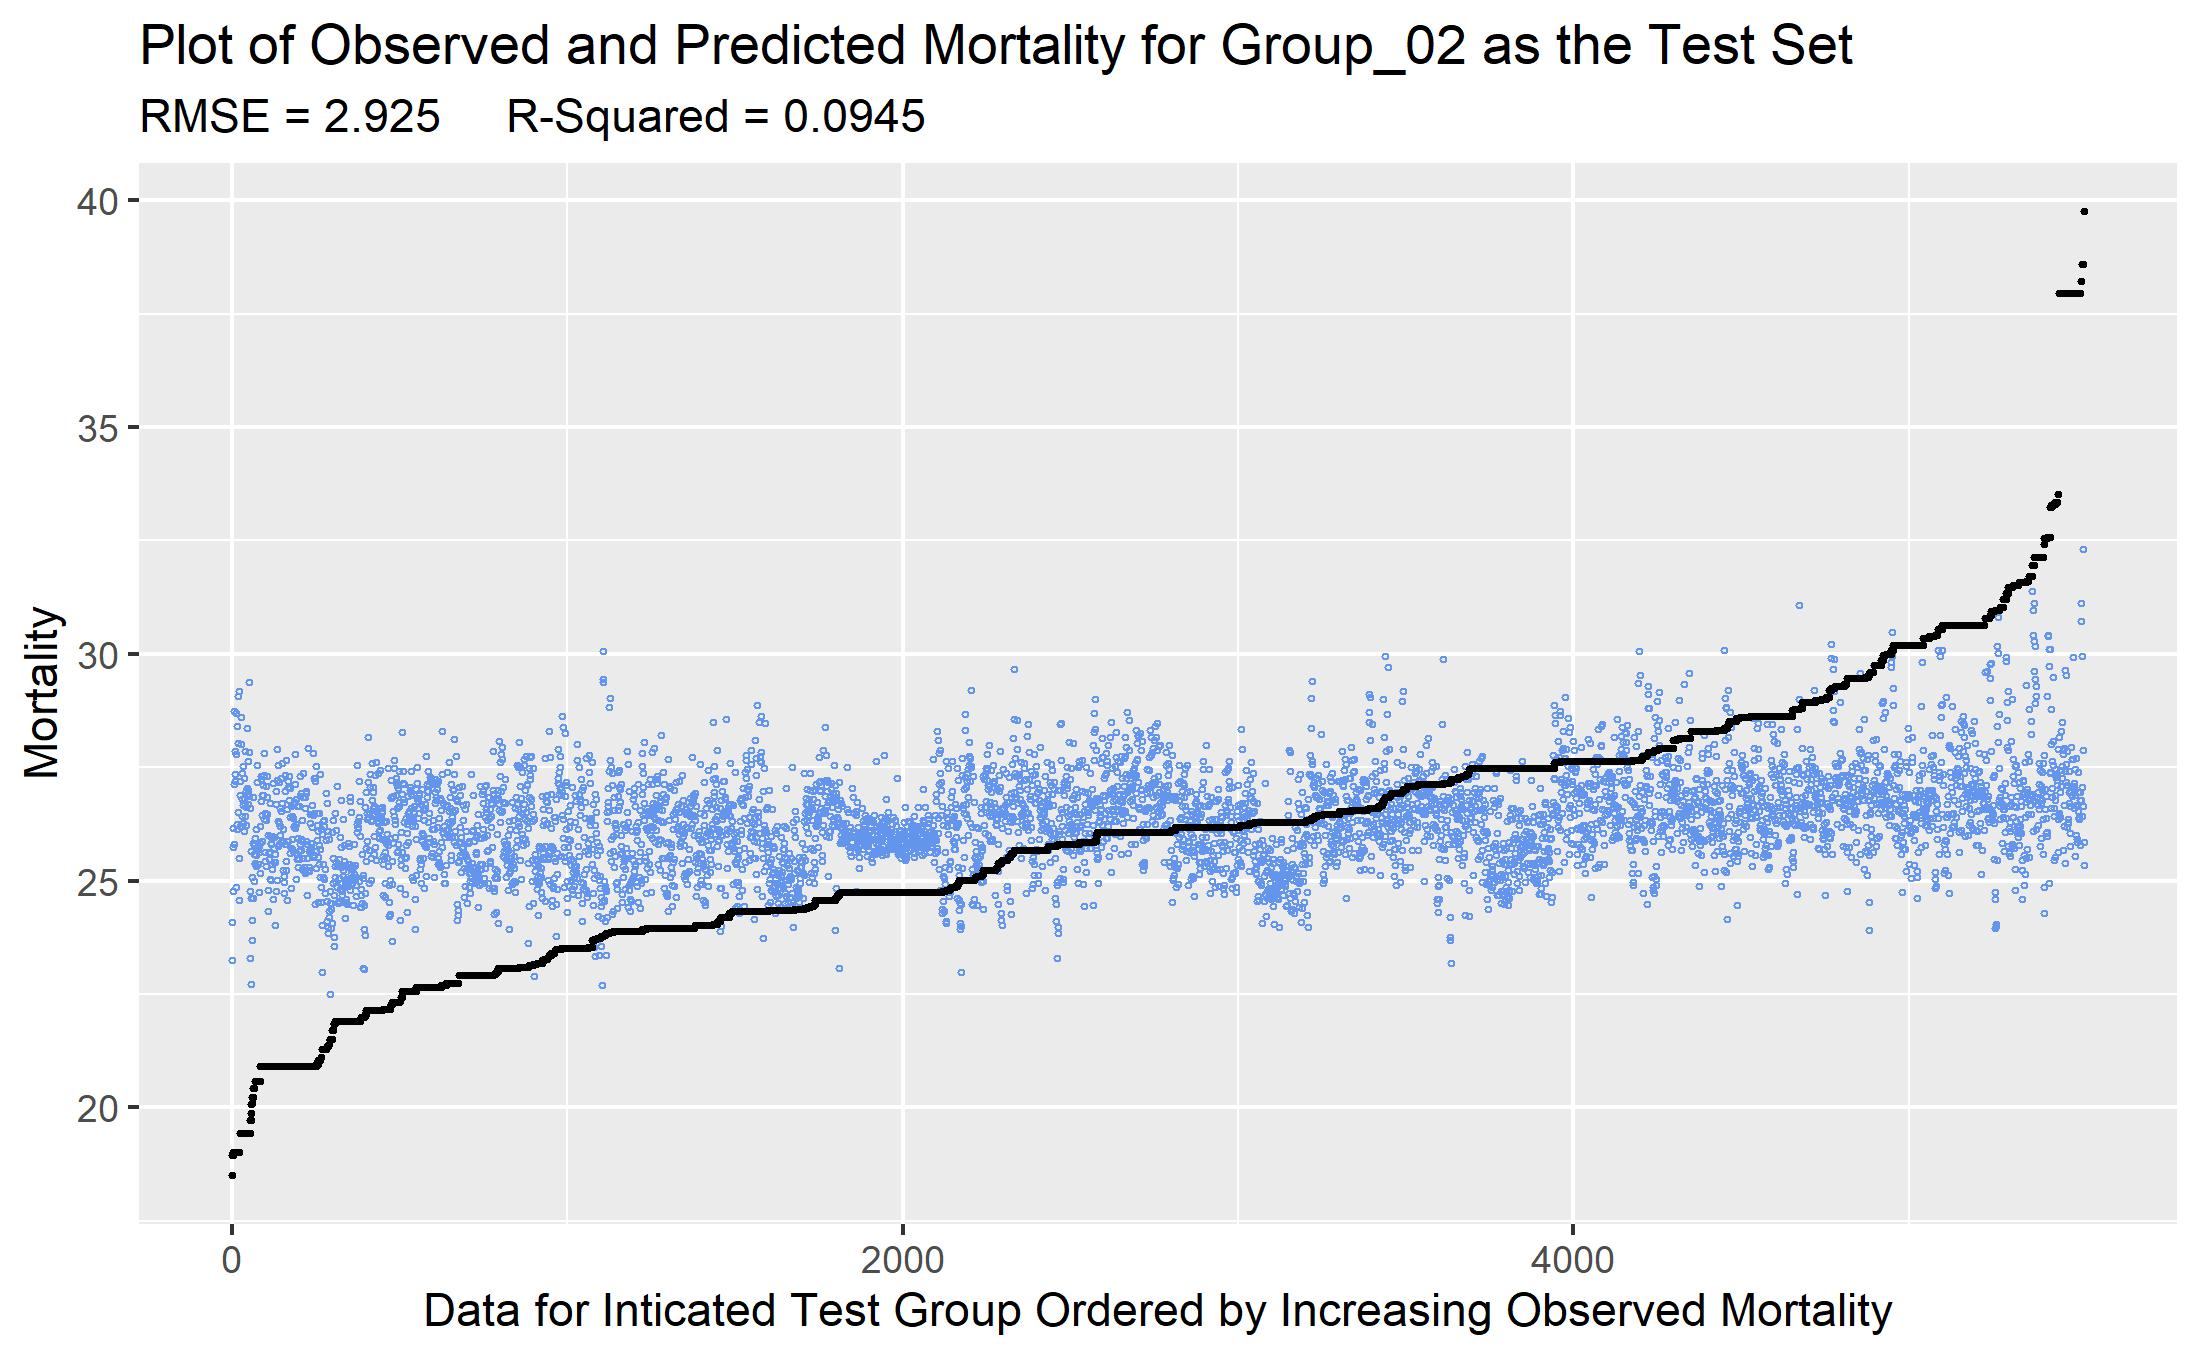 Plot of Observed and Predicted Mortality for Group_02 as the Test Set
RMSE = 2.925 R-Squared = 0.0945
40
35
30
25
20
Mortality
0 2000 4000
Data for Inticated Test Group Ordered by Increasing Observed Mortality